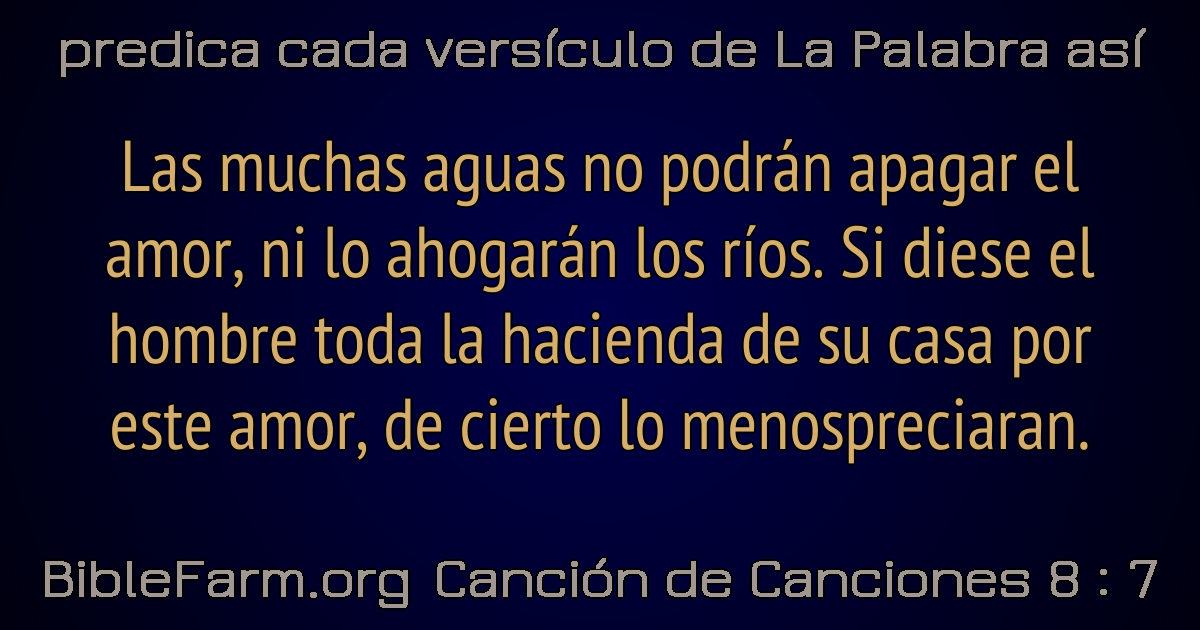 predica cada versículo de La Palabra así
Las muchas aguas no podrán apagar el
amor, ni lo ahogarán los ríos. Si diese el
hombre toda la hacienda de su casa por
este amor, de cierto lo menospreciaran.
BibleFarm.org Canción de Canciones 8 : 7